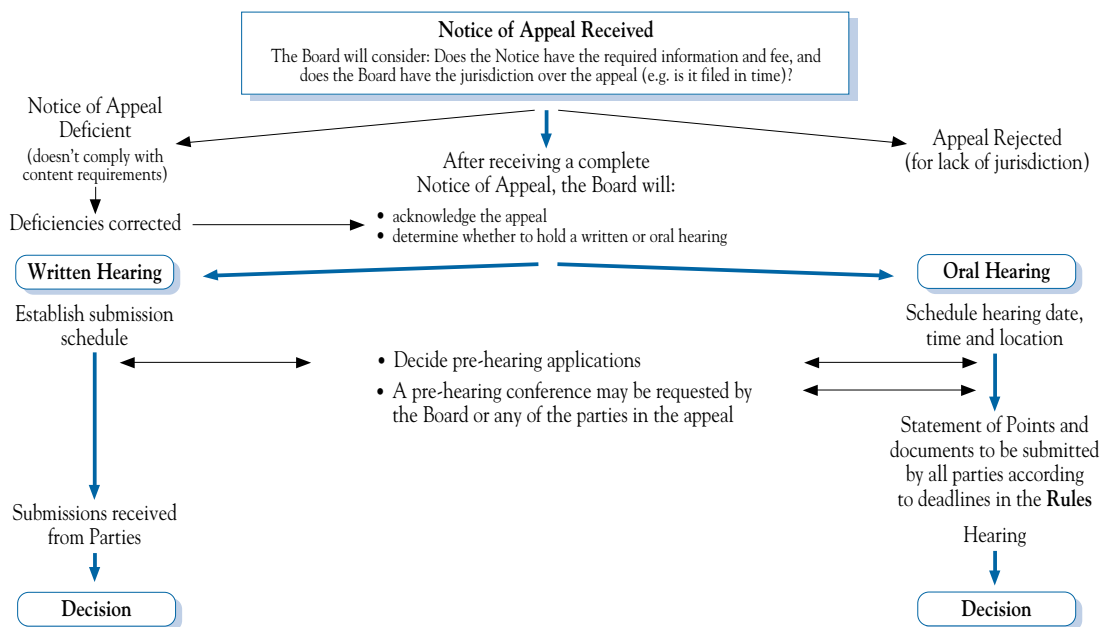 Notice of Appeal Received
The Board will consider: Does the Notice have the required information and fee, and
does the Board have the jurisdiction over the appeal (e.g. is it filed in time)?
Notice of Appeal
Deficient
(doesn't comply with
content requirements)
Deficiencies corrected
After receiving a complete
Notice of Appeal, the Board will:
• acknowledge the appeal
• determine whether to hold a written or oral hearing
Appeal Rejected
(for lack of jurisdiction)
Written Hearing
Establish submission
schedule
Oral Hearing
Schedule hearing date,
time and location
• Decide pre-hearing applications
• A pre-hearing conference may be requested by
the Board or any of the parties in the appeal
Submissions received
from Parties
Decision
Statement of Points and
documents to be submitted
by all parties according
to deadlines in the Rules
Hearing
Decision